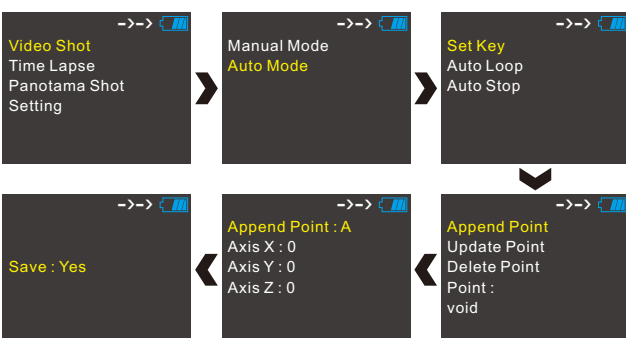 ->->
Video Shot
Time Lapse
Panotama Shot
Setting
->->
Manual Mode
Auto Mode
->->
Set Key
Auto Loop
Auto Stop
->->
Append Point
Update Point
Delete Point
Point :
void
->->
Append Point : A
Axis X : 0
Axis Y : 0
Axis Z : 0
->->
Save : Yes